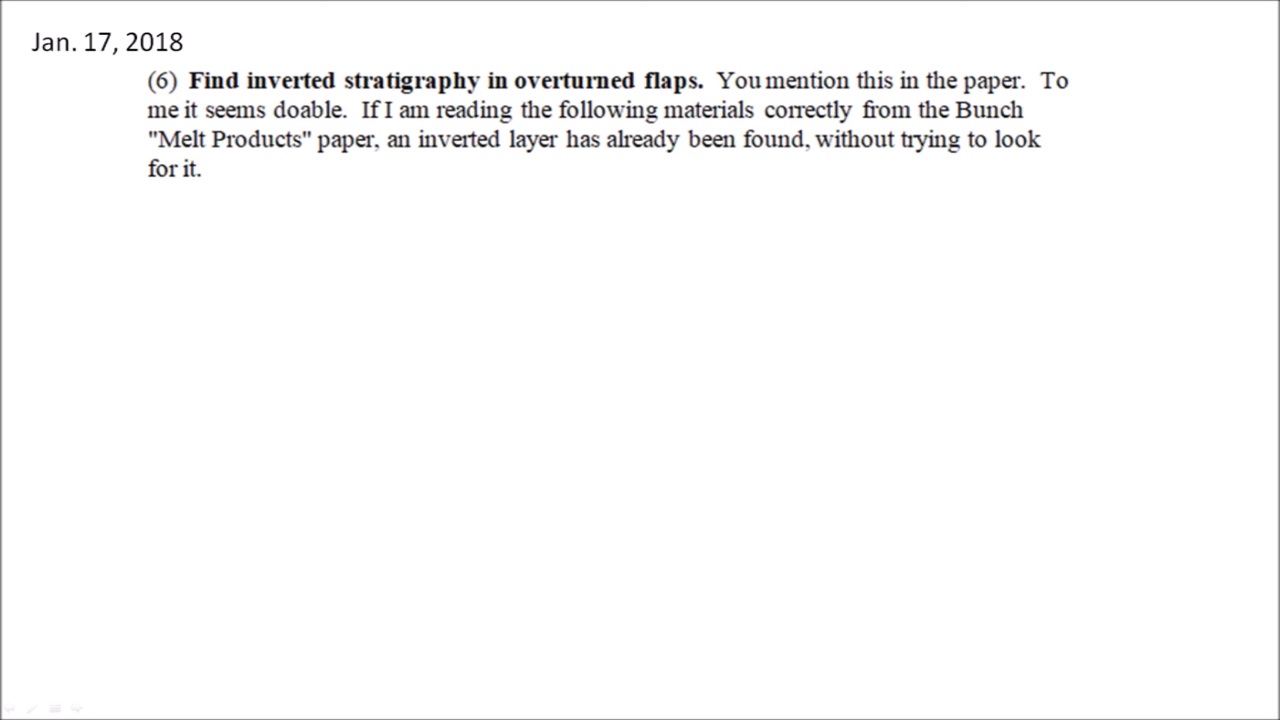 Jan. 17, 2018
(6) Find inverted stratigraphy in overturned flaps. You mention this in the paper. To
me it seems doable. If I am reading the following materials correctly from the Bunch
"Melt Products" paper, an inverted layer has already been found, without trying to look
for it.